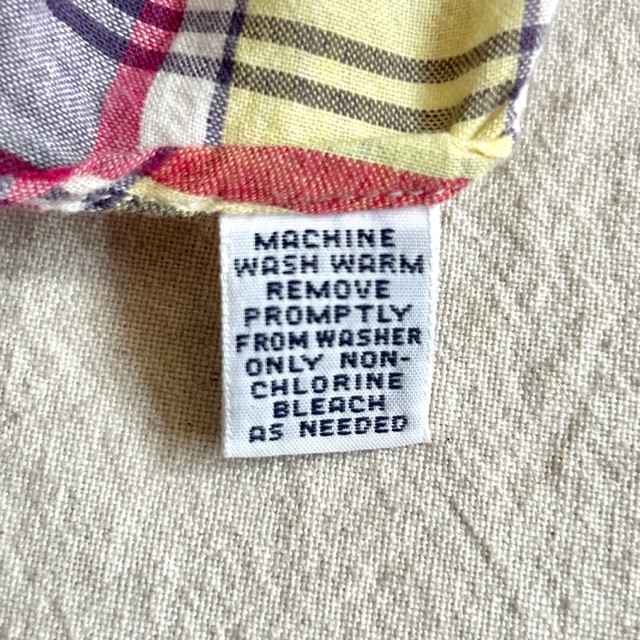 MACHINE
WASH WARM
REMOVE
PROMPTLY
FROM WASHER
ONLY NON-
CHLORINE
BLEACH
AS NEEDED